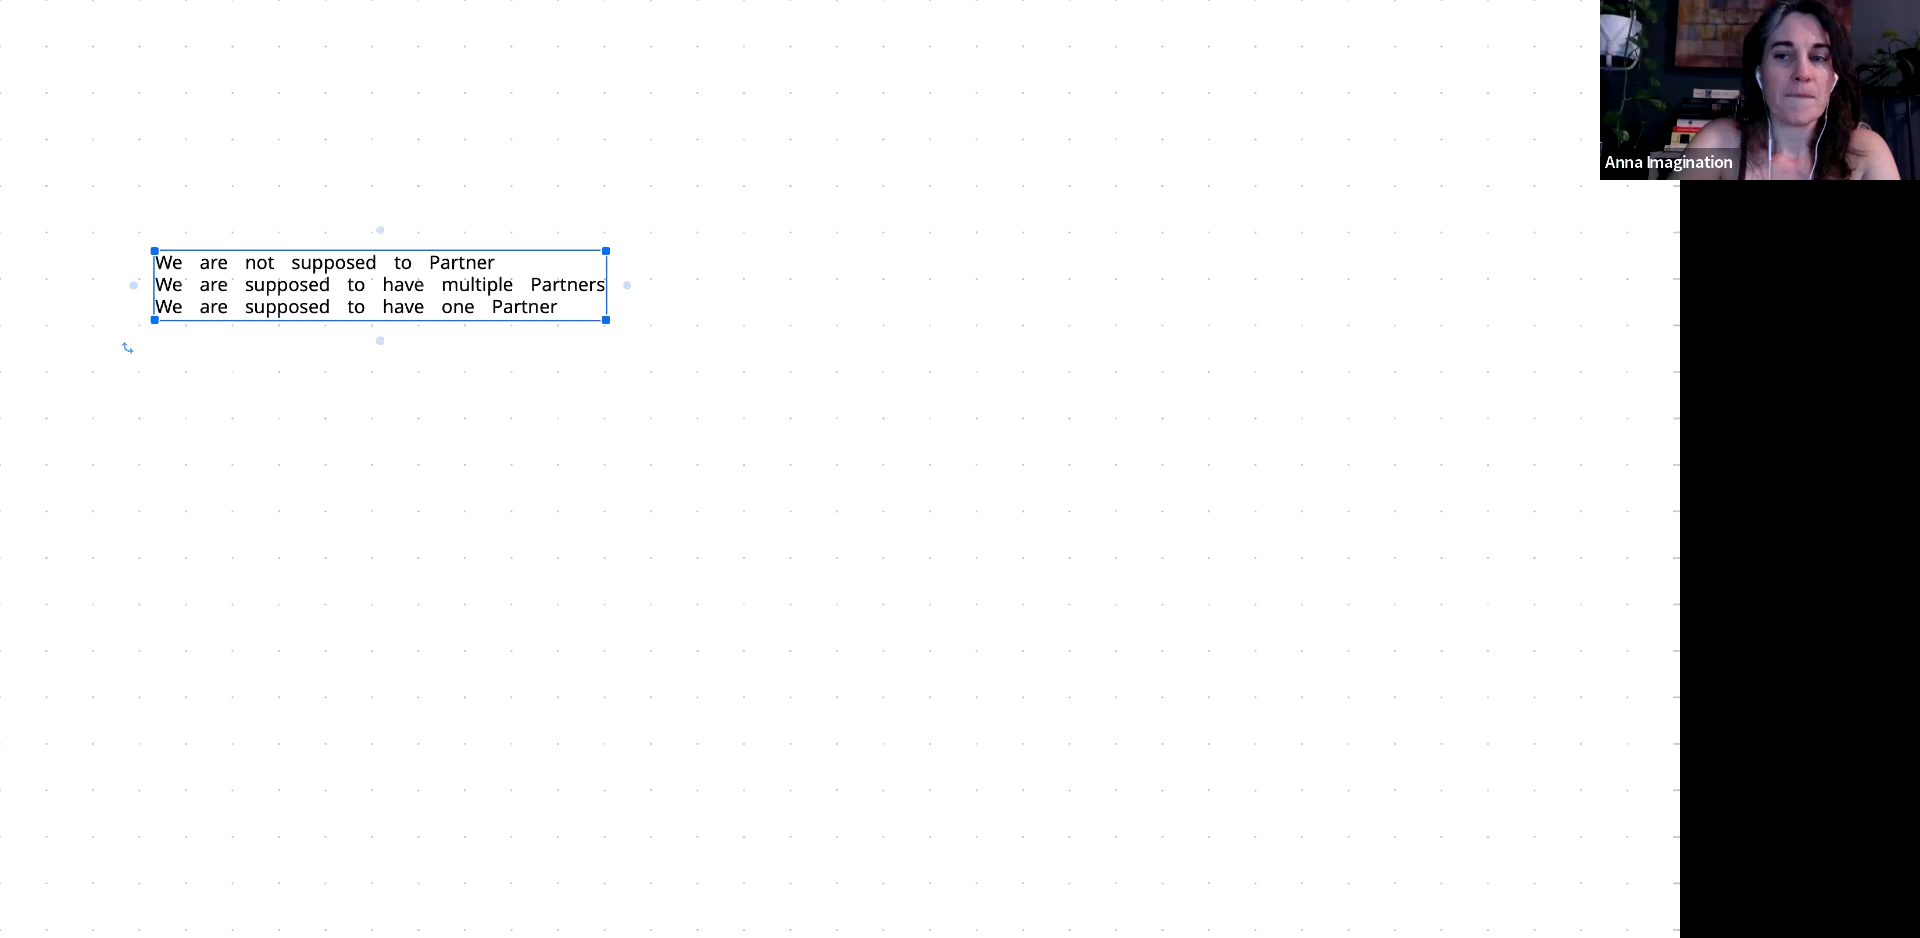 Anna Imagination
We are not supposed to Partner
We are supposed to have multiple Partners
We are supposed to have one Partner